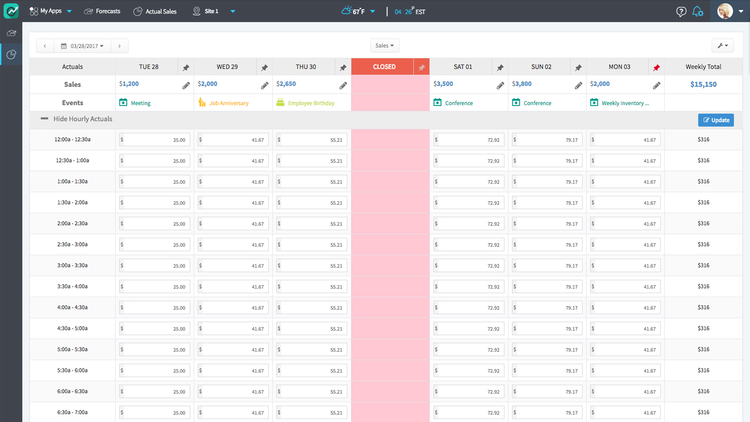 My Apps Forecasts Actual Sales Site 1 67°F 04:26 P EST
03/28/2017 Sales
Actuals TUE 28 WED 29 THU 30 CLOSED SAT 01 SUN 02 MON 03 Weekly Total
Sales $1,200 $2,000 $2,650 $3,500 $3,800 $2,000 $15,150
Events Meeting Job Anniversary Employee Birthday Conference Conference Weekly Inventory ...
Hide Hourly Actuals Update
12:00a - 12:30a $ 25.00 $ 41.67 $ 55.21 $ 72.92 $ 79.17 $ 41.67 $316
12:30a - 1:00a $ 25.00 $ 41.67 $ 55.21 $ 72.92 $ 79.17 $ 41.67 $316
1:00a - 1:30a $ 25.00 $ 41.67 $ 55.21 $ 72.92 $ 79.17 $ 41.67 $316
1:30a - 2:00a $ 25.00 $ 41.67 $ 55.21 $ 72.92 $ 79.17 $ 41.67 $316
2:00a - 2:30a $ 25.00 $ 41.67 $ 55.21 $ 72.92 $ 79.17 $ 41.67 $316
2:30a - 3:00a $ 25.00 $ 41.67 $ 55.21 $ 72.92 $ 79.17 $ 41.67 $316
3:00a - 3:30a $ 25.00 $ 41.67 $ 55.21 $ 72.92 $ 79.17 $ 41.67 $316
3:30a - 4:00a $ 25.00 $ 41.67 $ 55.21 $ 72.92 $ 79.17 $ 41.67 $316
4:00a - 4:30a $ 25.00 $ 41.67 $ 55.21 $ 72.92 $ 79.17 $ 41.67 $316
4:30a - 5:00a $ 25.00 $ 41.67 $ 55.21 $ 72.92 $ 79.17 $ 41.67 $316
5:00a - 5:30a $ 25.00 $ 41.67 $ 55.21 $ 72.92 $ 79.17 $ 41.67 $316
5:30a - 6:00a $ 25.00 $ 41.67 $ 55.21 $ 72.92 $ 79.17 $ 41.67 $316
6:00a - 6:30a $ 25.00 $ 41.67 $ 55.21 $ 72.92 $ 79.17 $ 41.67 $316
6:30a - 7:00a $ 25.00 $ 41.67 $ 55.21 $ 72.92 $ 79.17 $ 41.67 $316